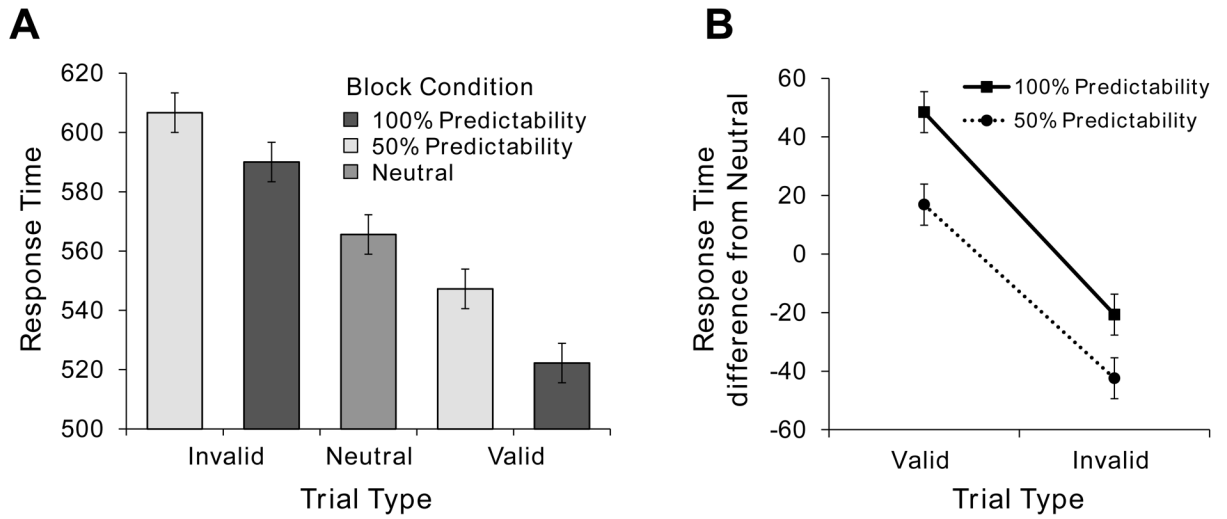 A
Response Time
620
600
580
560
540
520
500
Block Condition
100% Predictability
50% Predictability
Neutral
Invalid
Neutral
Valid
Trial Type
B
Response Time
difference from Neutral
60
40
20
0
-20
-40
-60
100% Predictability
50% Predictability
Valid
Invalid
Trial Type